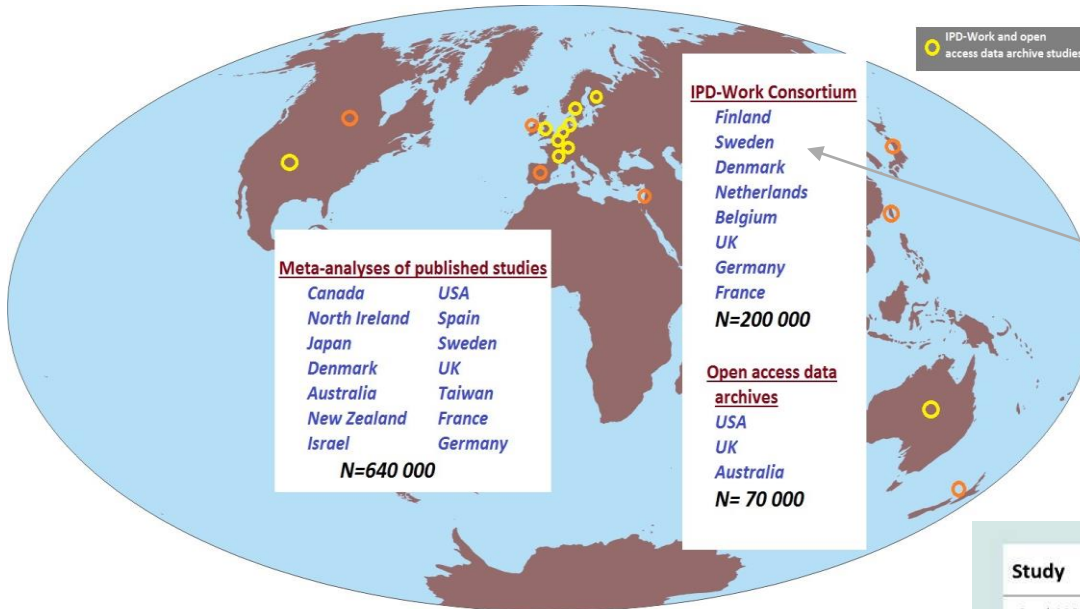 IPD-Work and open
access data archive studies
IPD-Work Consortium
Finland
Sweden
Denmark
Netherlands
Belgium
UK
Germany
France
N=200 000
Open access data
archives
USA
UK
Australia
N= 70 000
Meta-analyses of published studies
Canada USA
North Ireland Spain
Japan Sweden
Denmark UK
Australia Taiwan
New Zealand France
Israel Germany
N=640 000
Study